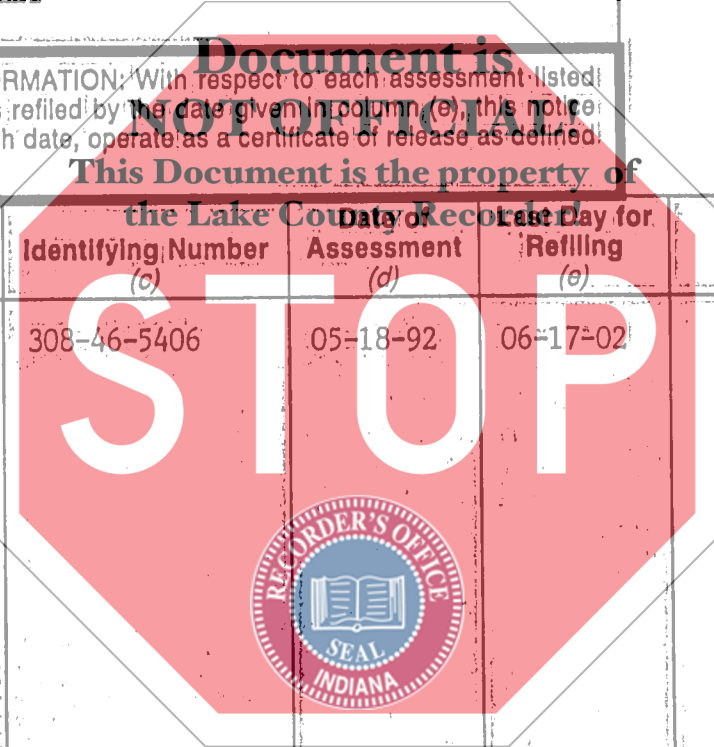 Document is
RMATION: With respect to each assessment listed
refiled by the date given in column (e), this notice
NOT OFFICIAL!
h date, operate as a certificate of release as defined
This Document is the property of
the Lake County Recorder!
Identifying Number
(c)
Date of
Assessment
(d)
Last Day for
Refiling
(e)
308-46-5406 05-18-92 06-17-02
STOP
RECORDER'S OFFICE
SEAL
INDIANA